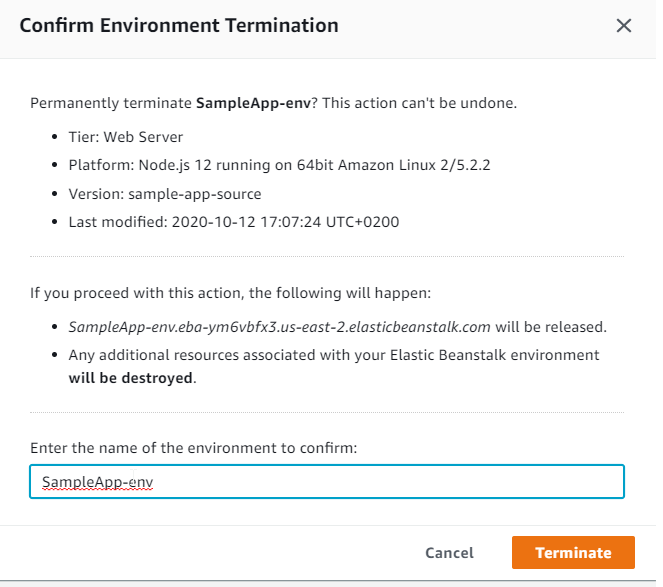 Confirm Environment Termination
Permanently terminate SampleApp-env? This action can't be undone.
• Tier: Web Server
• Platform: Node.js 12 running on 64bit Amazon Linux 2/5.2.2
• Version: sample-app-source
• Last modified: 2020-10-12 17:07:24 UTC+0200
If you proceed with this action, the following will happen:
• SampleApp-env.eba-ym6vbfx3.us-east-2.elasticbeanstalk.com will be released.
• Any additional resources associated with your Elastic Beanstalk environment
will be destroyed.
Enter the name of the environment to confirm:
SampleApp-env
Cancel Terminate